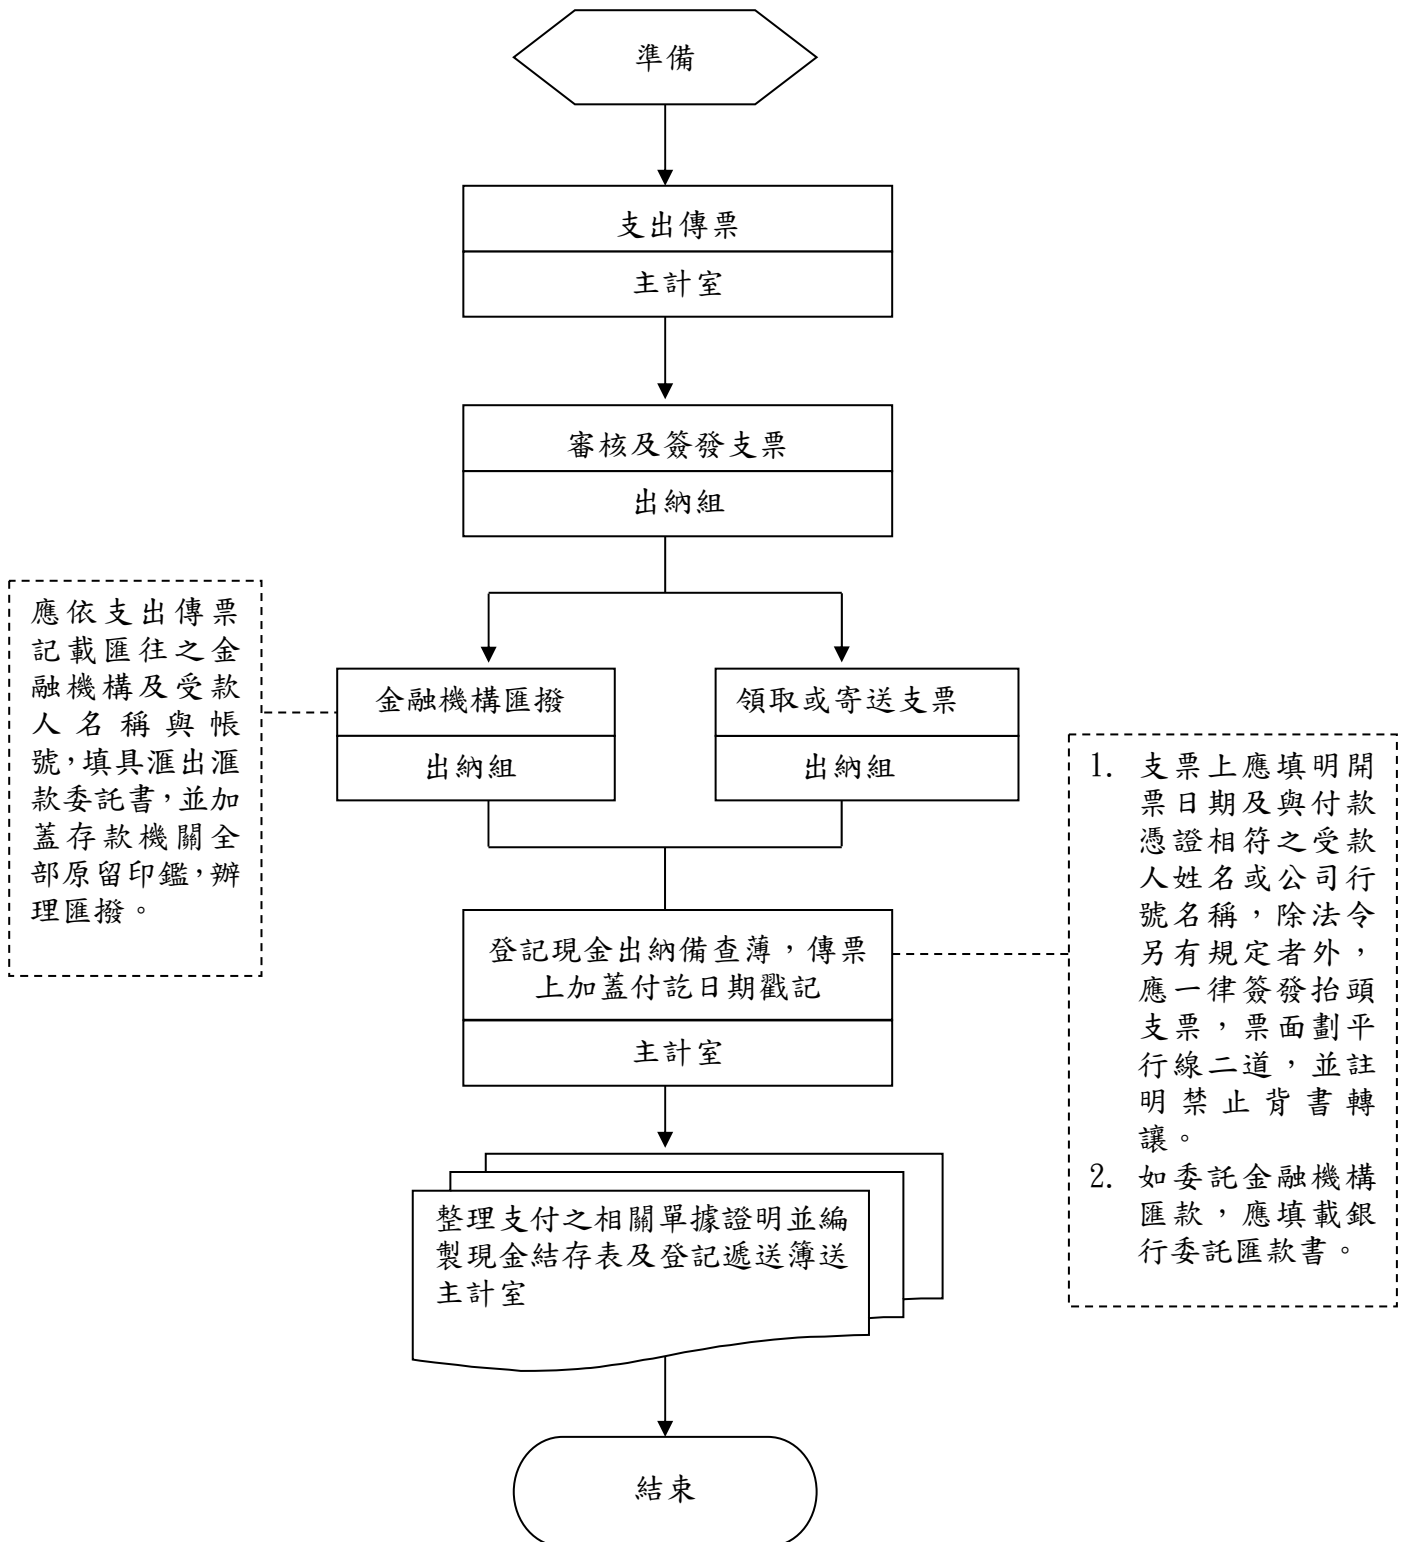 準備
支出傳票
主計室
審核及簽發支票
出納組
應依支出傳票
記載匯往之金
融機構及受款
人名稱與帳
號，填具滙出滙
款委託書，並加
蓋存款機關全
部原留印鑑，辦
理匯撥。
金融機構匯撥
出納組
領取或寄送支票
出納組
登記現金出納備查薄，傳票
上加蓋付訖日期戳記
主計室
1. 支票上應填明開
票日期及與付款
憑證相符之受款
人姓名或公司行
號名稱，除法令
另有規定者外，
應一律簽發抬頭
支票，票面劃平
行線二道，並註
明禁止背書轉
讓。
2. 如委託金融機構
匯款，應填載銀
行委託匯款書。
整理支付之相關單據證明並編
製現金結存表及登記遞送簿送
主計室
結束